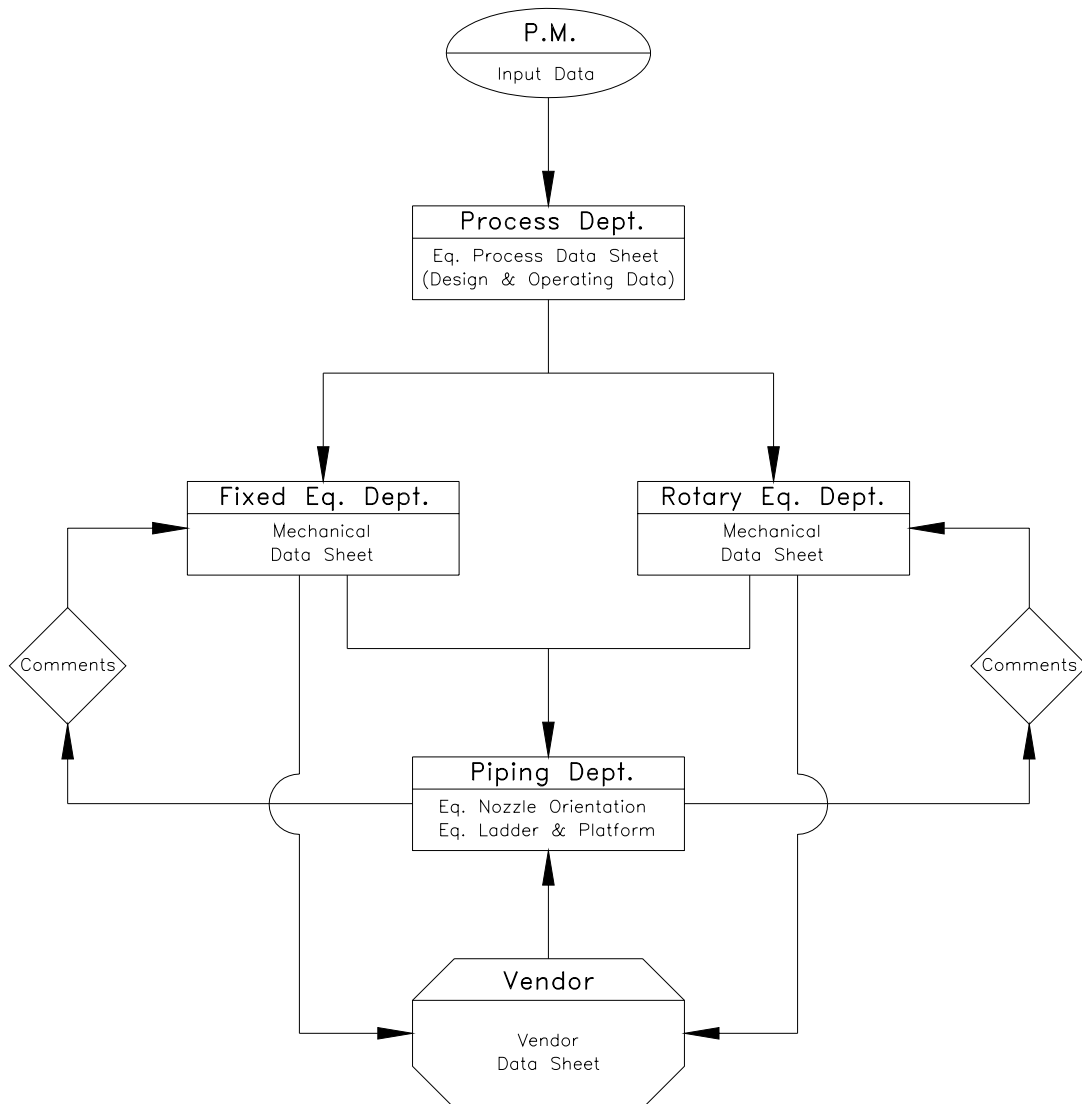 P.M.
Input Data
Process Dept.
Eq. Process Data Sheet
(Design & Operating Data)
Fixed Eq. Dept.
Mechanical
Data Sheet
Rotary Eq. Dept.
Mechanical
Data Sheet
Comments
Comments
Piping Dept.
Eq. Nozzle Orientation
Eq. Ladder & Platform
Vendor
Vendor
Data Sheet